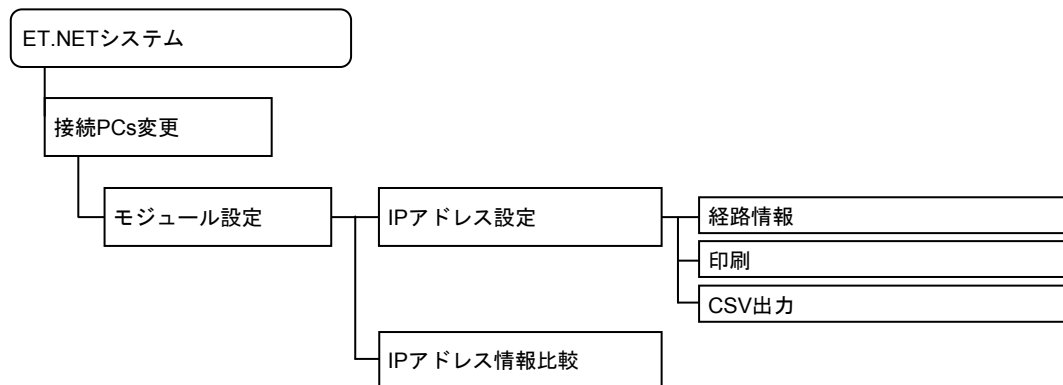 ET.NETシステム
接続PCs変更
モジュール設定
IPアドレス設定
経路情報
印刷
CSV出力
IPアドレス情報比較